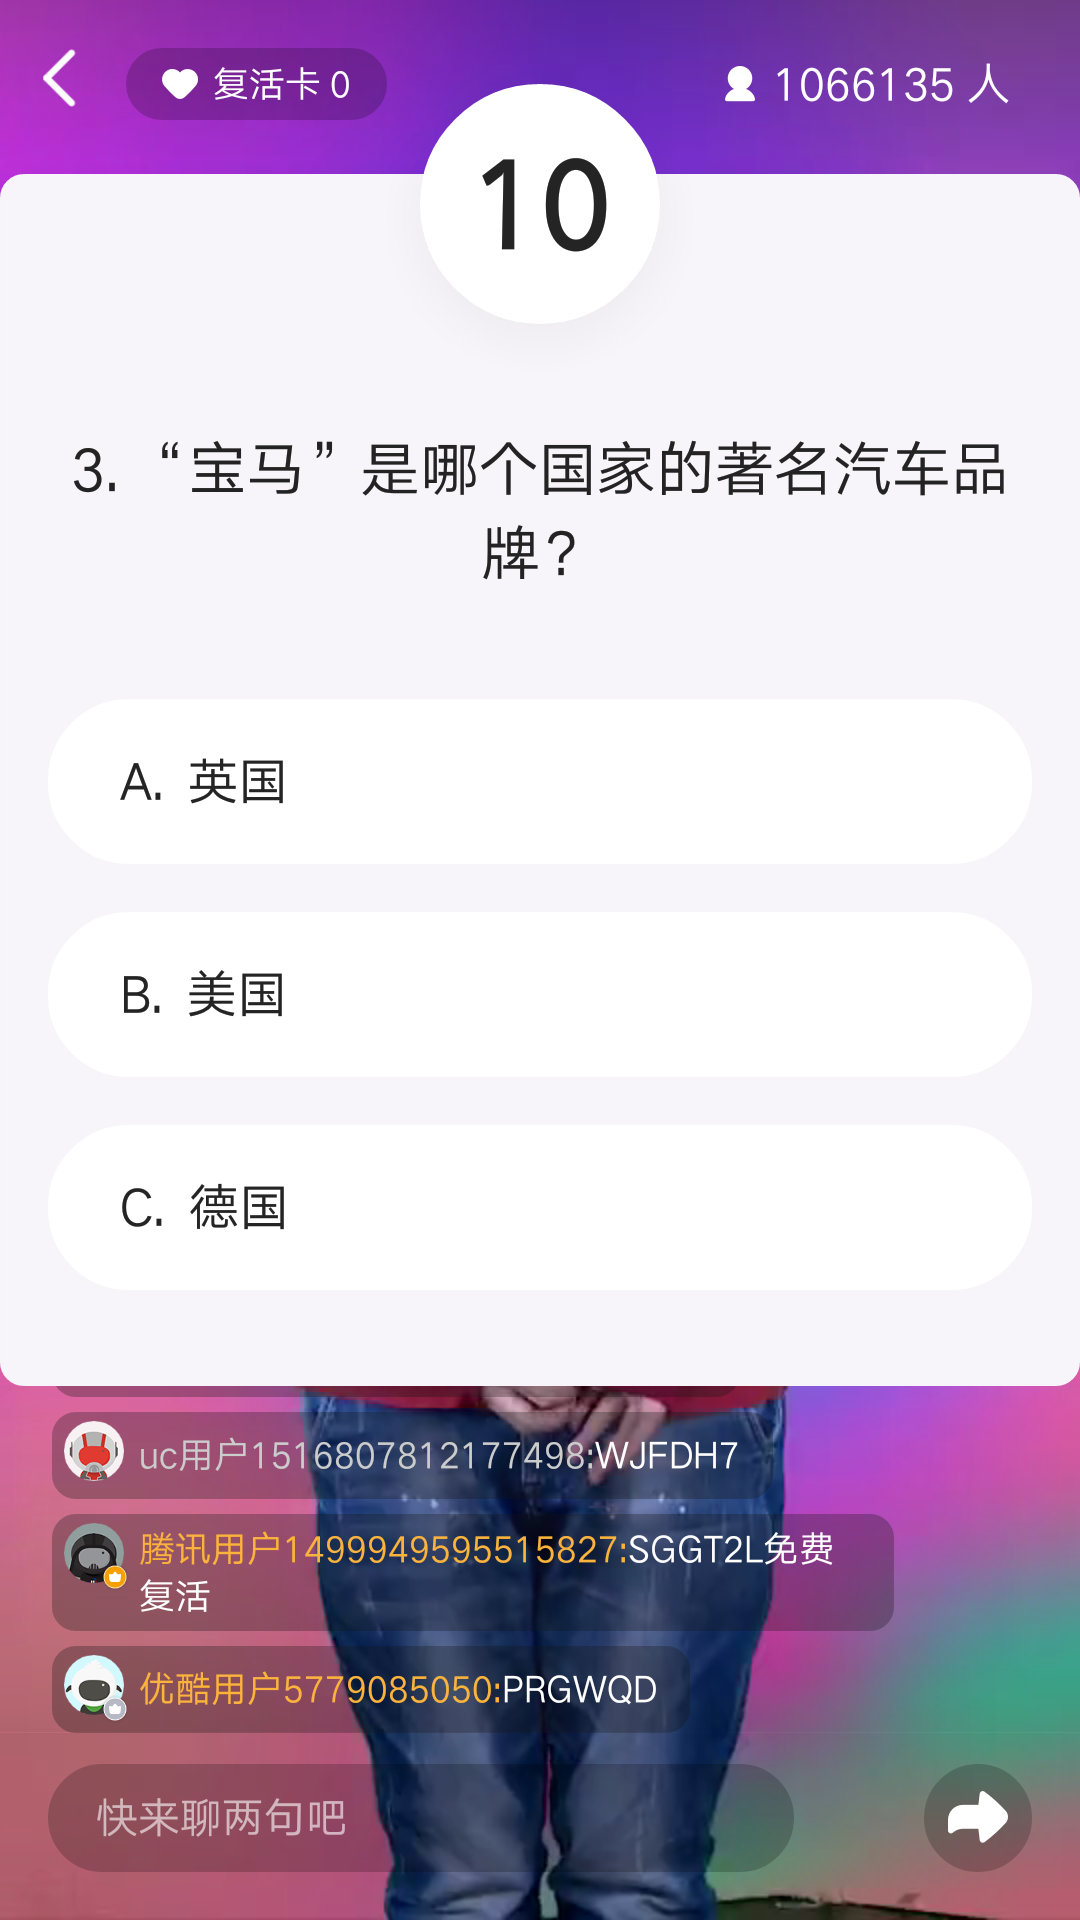 复活卡 0
1066135 人
10
3. “宝马”是哪个国家的著名汽车品
牌？
A. 英国
B. 美国
C. 德国
uc用户1516807812177498:WJFDH7
腾讯用户1499949595515827:SGGT2L免费
复活
优酷用户5779085050:PRGWQD
快来聊两句吧